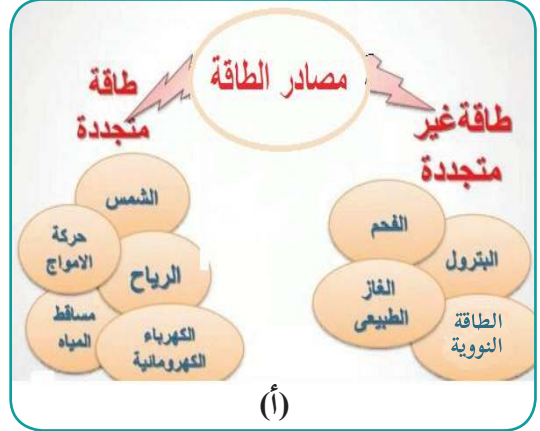 مصادر الطاقة
طاقة غير
متجددة
الفحم
البترول
الغاز
الطبيعى
الطاقة
النووية
طاقة
متجددة
الشمس
حركة
الامواج
الرياح
مساقط
المياه
الكهرباء
الكهرومائية
(أ)